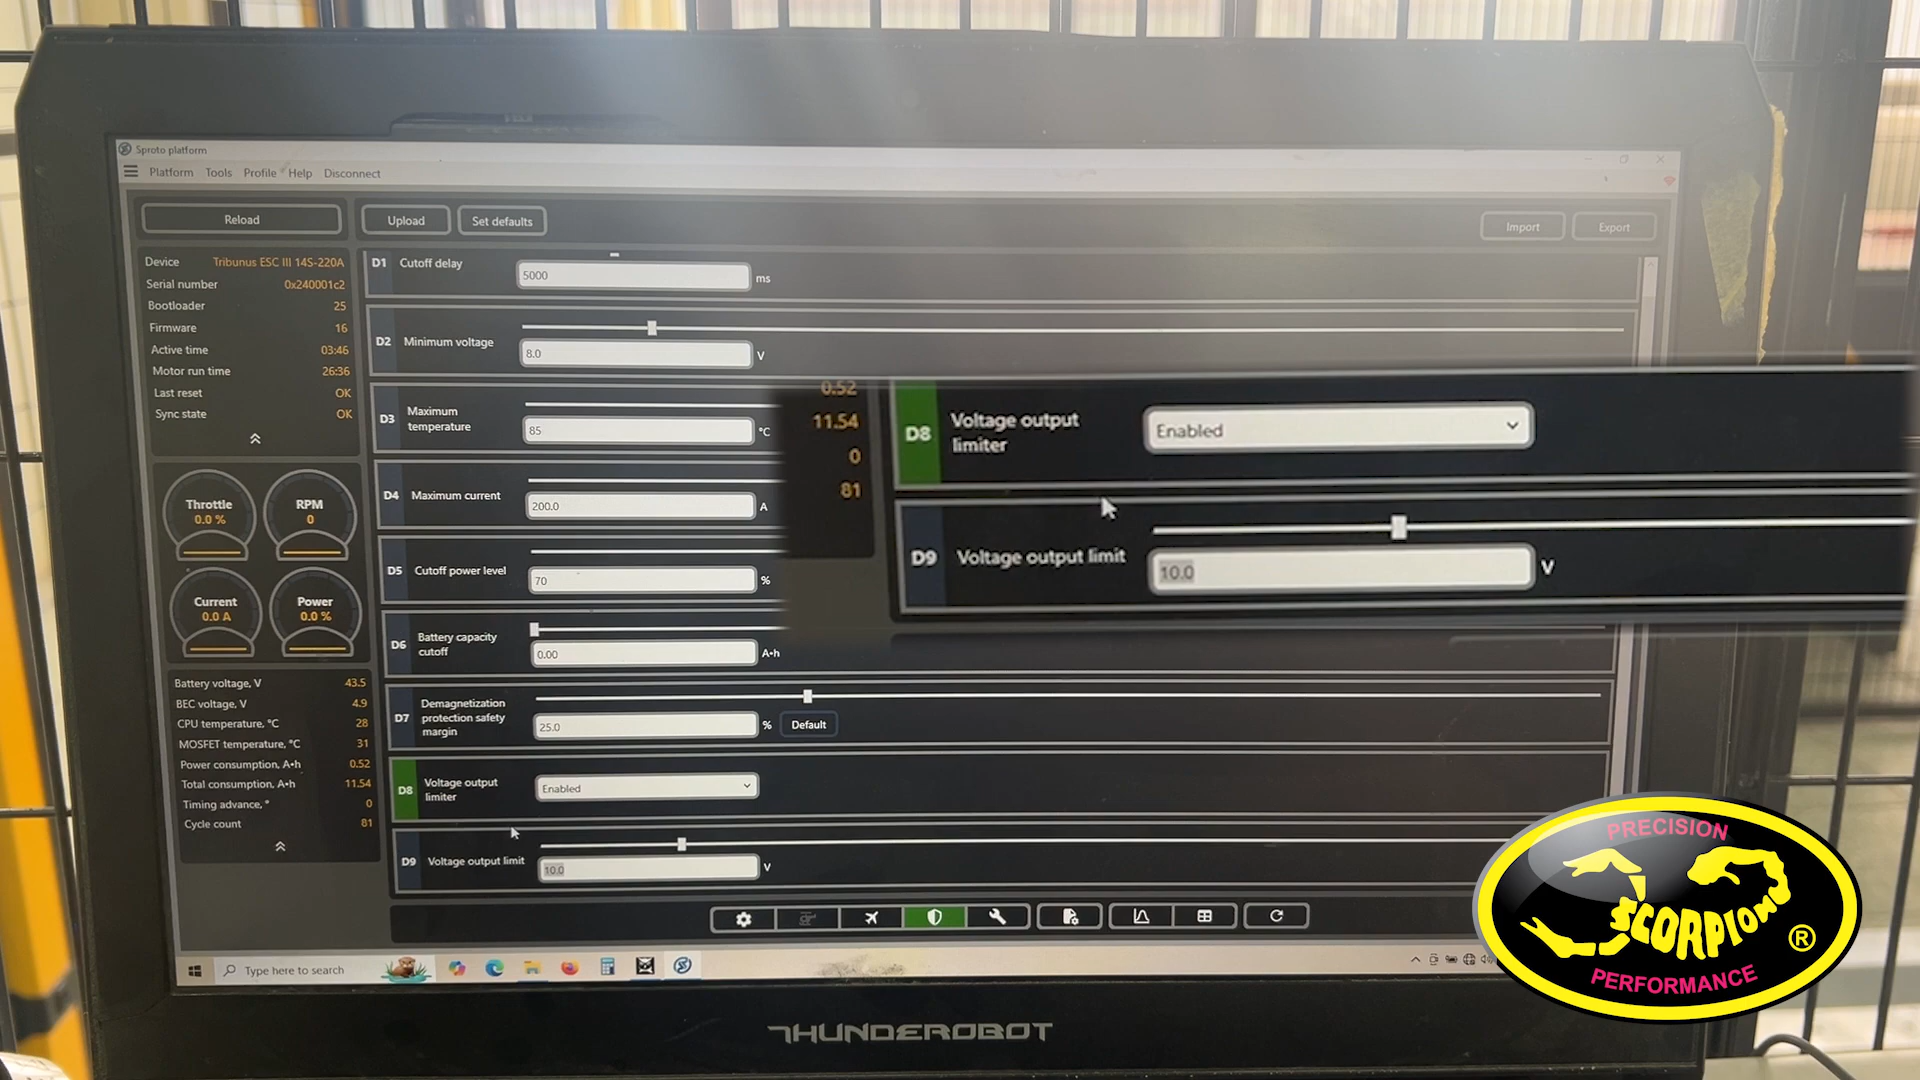 Sproto platform
Platform Tools Profile Help Disconnect
Reload
Upload
Set defaults
Import
Export
Device Tribunus ESC III 14S-220A
Serial number 0x240001c2
Bootloader 25
Firmware 16
Active time 03:46
Motor run time 26:36
Last reset OK
Sync state OK
Throttle
0.0 %
RPM
0
Current
0.0 A
Power
0.0 %
Battery voltage, V 43.5
BEC voltage, V 4.9
CPU temperature, °C 28
MOSFET temperature, °C 31
Power consumption, A•h 0.52
Total consumption, A•h 11.54
Timing advance, ° 0
Cycle count 81
D1 Cutoff delay
5000 ms
D2 Minimum voltage
8.0 V
D3 Maximum
temperature
85 °C
D4 Maximum current
200.0 A
D5 Cutoff power level
70 %
D6 Battery capacity
cutoff
0.00 A•h
D7 Demagnetization
protection safety
margin
25.0 % Default
D8 Voltage output
limiter
Enabled
D9 Voltage output limit
10.0 V
0.52
11.54
0
81
D8 Voltage output
limiter
Enabled
D9 Voltage output limit
10.0 V
Type here to search
THUNDEROBOT
PRECISION
SCORPION
®
PERFORMANCE